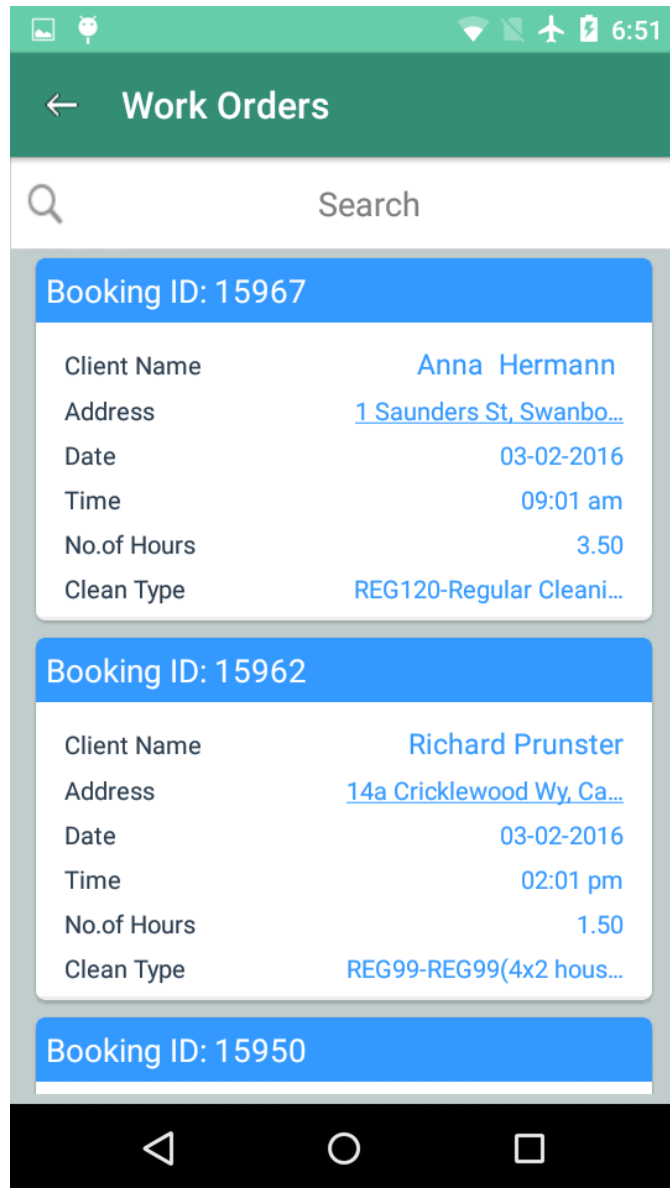 6:51
Work Orders
Search
Booking ID: 15967
Client Name Anna Hermann
Address 1 Saunders St, Swanbo...
Date 03-02-2016
Time 09:01 am
No.of Hours 3.50
Clean Type REG120-Regular Cleani...
Booking ID: 15962
Client Name Richard Prunster
Address 14a Cricklewood Wy, Ca...
Date 03-02-2016
Time 02:01 pm
No.of Hours 1.50
Clean Type REG99-REG99(4x2 hous...
Booking ID: 15950